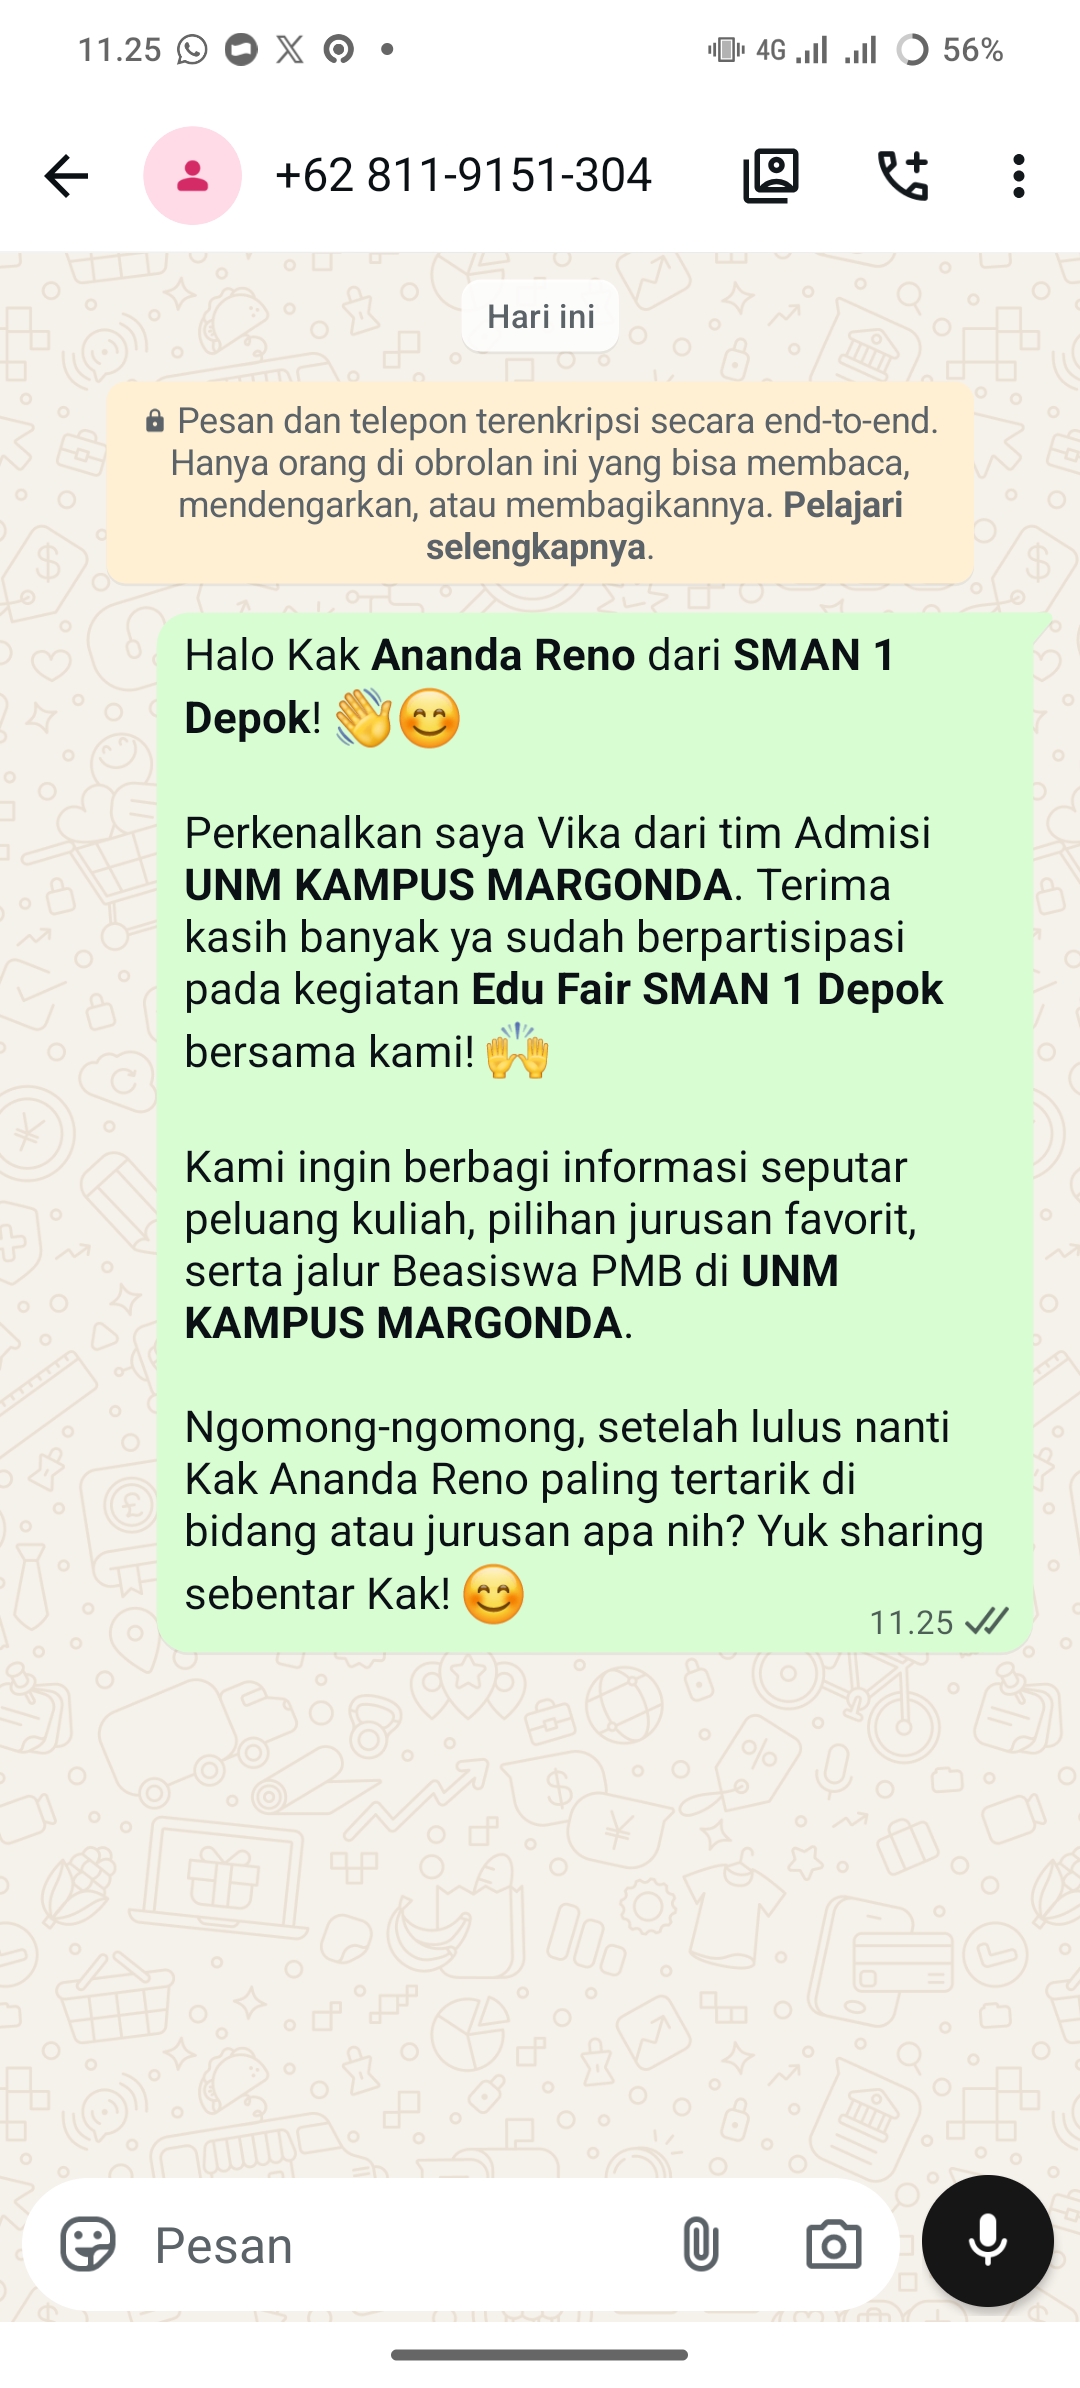 11.25 4G 56%
+62 811-9151-304
Hari ini
Pesan dan telepon terenkripsi secara end-to-end.
Hanya orang di obrolan ini yang bisa membaca,
mendengarkan, atau membagikannya. Pelajari
selengkapnya.
Halo Kak Ananda Reno dari SMAN 1
Depok! 👋😊
Perkenalkan saya Vika dari tim Admisi
UNM KAMPUS MARGONDA. Terima
kasih banyak ya sudah berpartisipasi
pada kegiatan Edu Fair SMAN 1 Depok
bersama kami! 🙌
Kami ingin berbagi informasi seputar
peluang kuliah, pilihan jurusan favorit,
serta jalur Beasiswa PMB di UNM
KAMPUS MARGONDA.
Ngomong-ngomong, setelah lulus nanti
Kak Ananda Reno paling tertarik di
bidang atau jurusan apa nih? Yuk sharing
sebentar Kak! 😊
11.25
Pesan